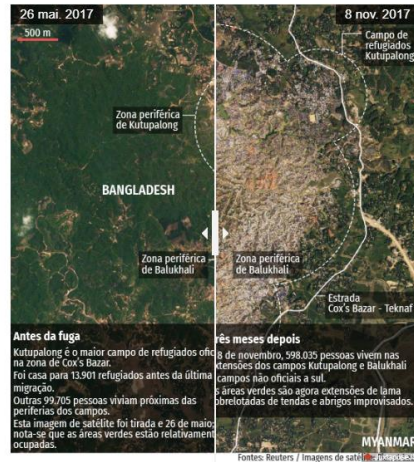 26 mai. 2017
500 m
Zona periférica
de Kutupalong
BANGLADESH
Zona periférica
de Balukhali
Antes da fuga
Kutupalong é o maior campo de refugiados ofic
na zona de Cox's Bazar.
Foi casa para 13.901 refugiados antes da última
migração.
Outras 99.705 pessoas viviam próximas das
periferias dos campos.
Esta imagem de satélite foi tirada e 26 de maio;
nota-se que as áreas verdes estão relativament
ocupadas.
8 nov. 2017
Campo de
refugiados
Kutupalong
Zona periférica
de Balukhali
Estrada
Cox's Bazar - Teknaf
rês meses depois
8 de novembro, 598.035 pessoas vivem nas
xtensões dos campos Kutupalong e Balukhali
campos não oficiais a sul.
s áreas verdes são agora extensões de lama
brelotadas de tendas e abrigos improvisados.
MYANMAR
Fontes: Reuters / Imagens de